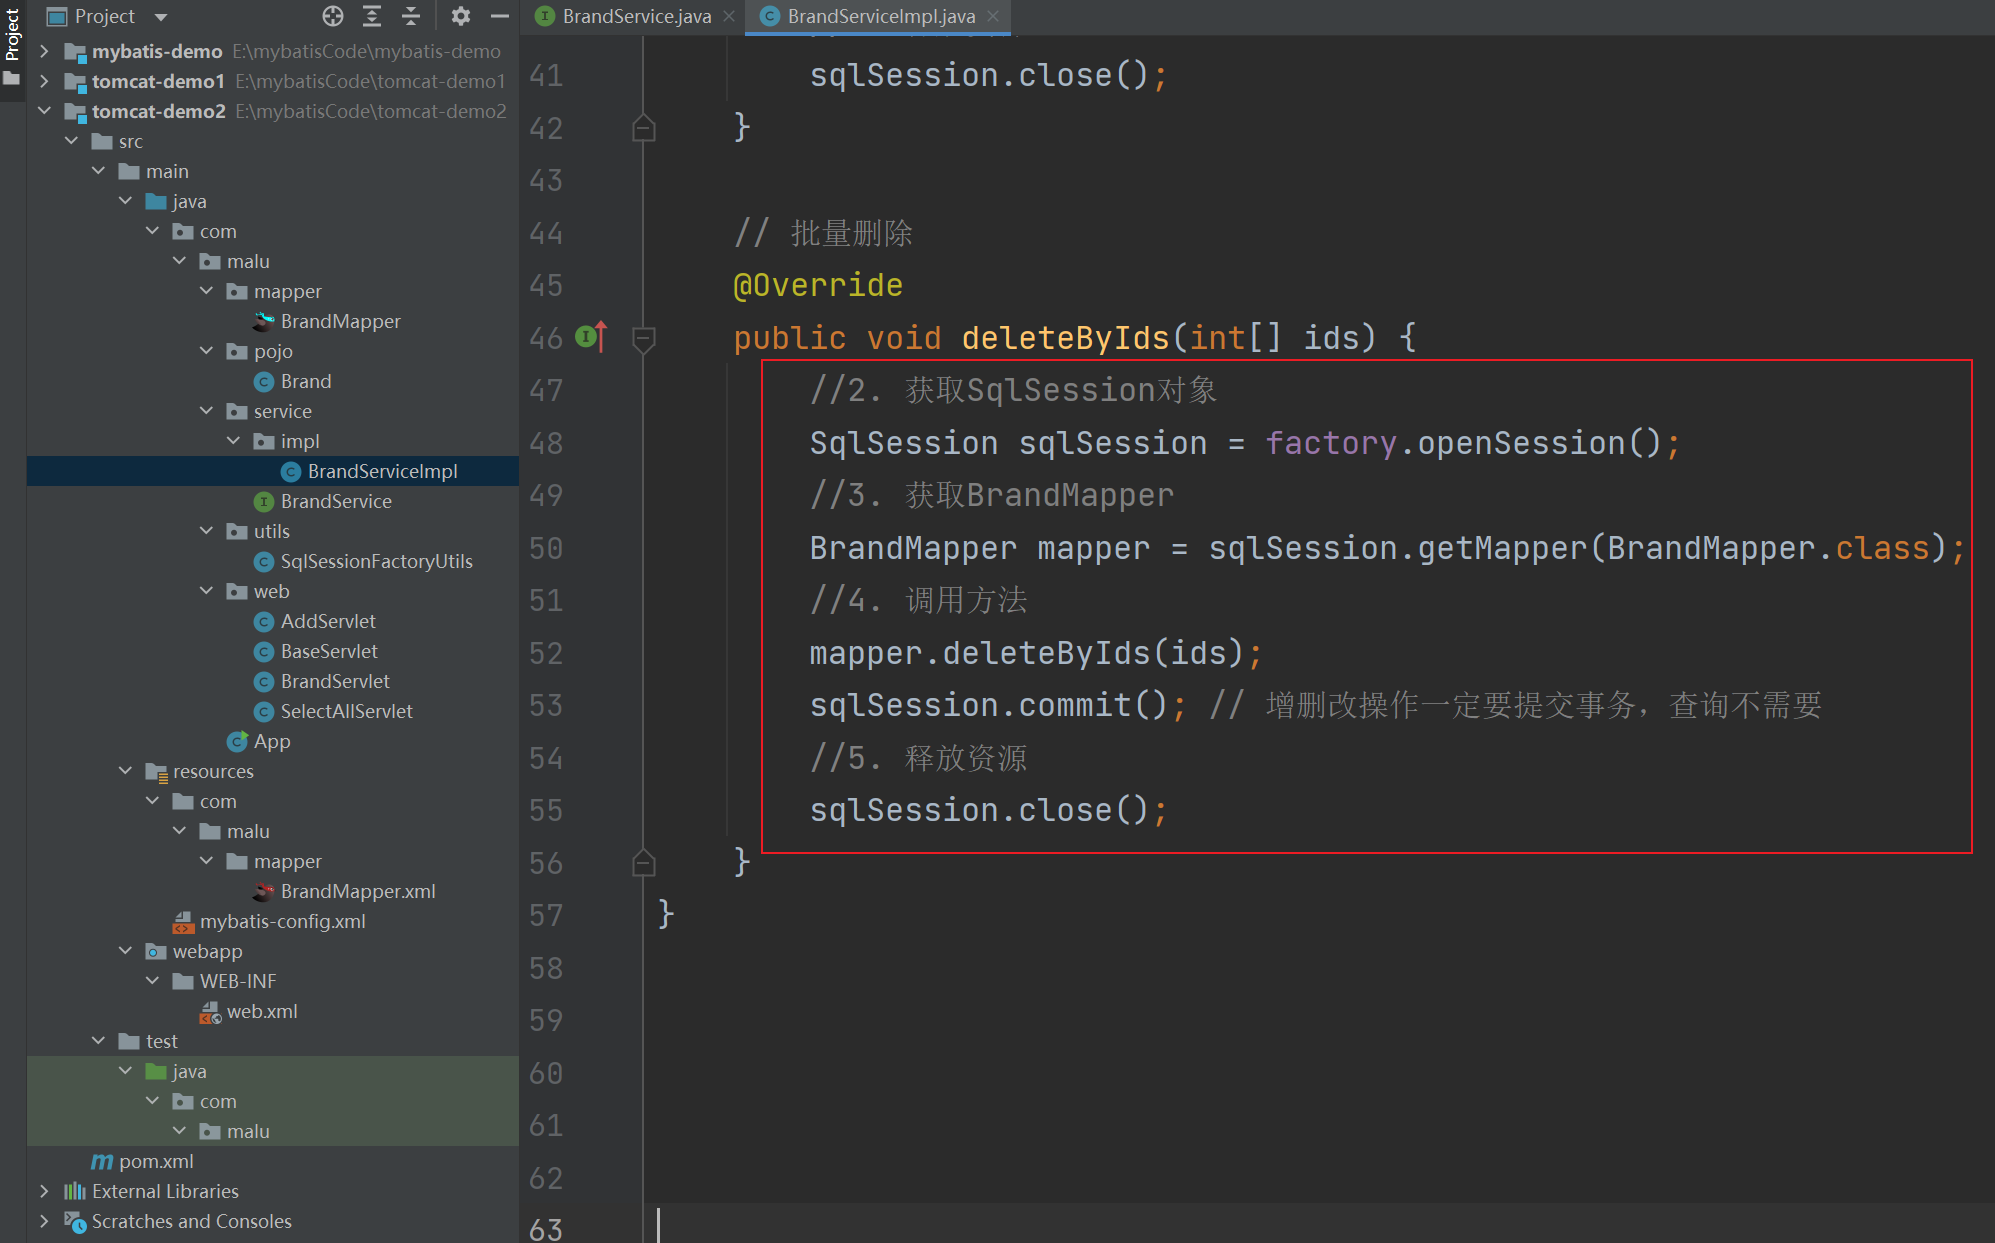 Project
Project
BrandService.java
BrandServiceImpl.java
mybatis-demo E:\mybatisCode\mybatis-demo
tomcat-demo1 E:\mybatisCode\tomcat-demo1
tomcat-demo2 E:\mybatisCode\tomcat-demo2
src
main
java
com
malu
mapper
BrandMapper
pojo
Brand
service
impl
BrandServiceImpl
BrandService
utils
SqlSessionFactoryUtils
web
AddServlet
BaseServlet
BrandServlet
SelectAllServlet
App
resources
com
malu
mapper
BrandMapper.xml
mybatis-config.xml
webapp
WEB-INF
web.xml
test
java
com
malu
pom.xml
External Libraries
Scratches and Consoles
41 sqlSession.close();
42 }
43
44 // 批量删除
45 @Override
46 public void deleteByIds(int[] ids) {
47 //2. 获取SqlSession对象
48 SqlSession sqlSession = factory.openSession();
49 //3. 获取BrandMapper
50 BrandMapper mapper = sqlSession.getMapper(BrandMapper.class);
51 //4. 调用方法
52 mapper.deleteByIds(ids);
53 sqlSession.commit(); // 增删改操作一定要提交事务，查询不需要
54 //5. 释放资源
55 sqlSession.close();
56 }
57 }
58
59
60
61
62
63